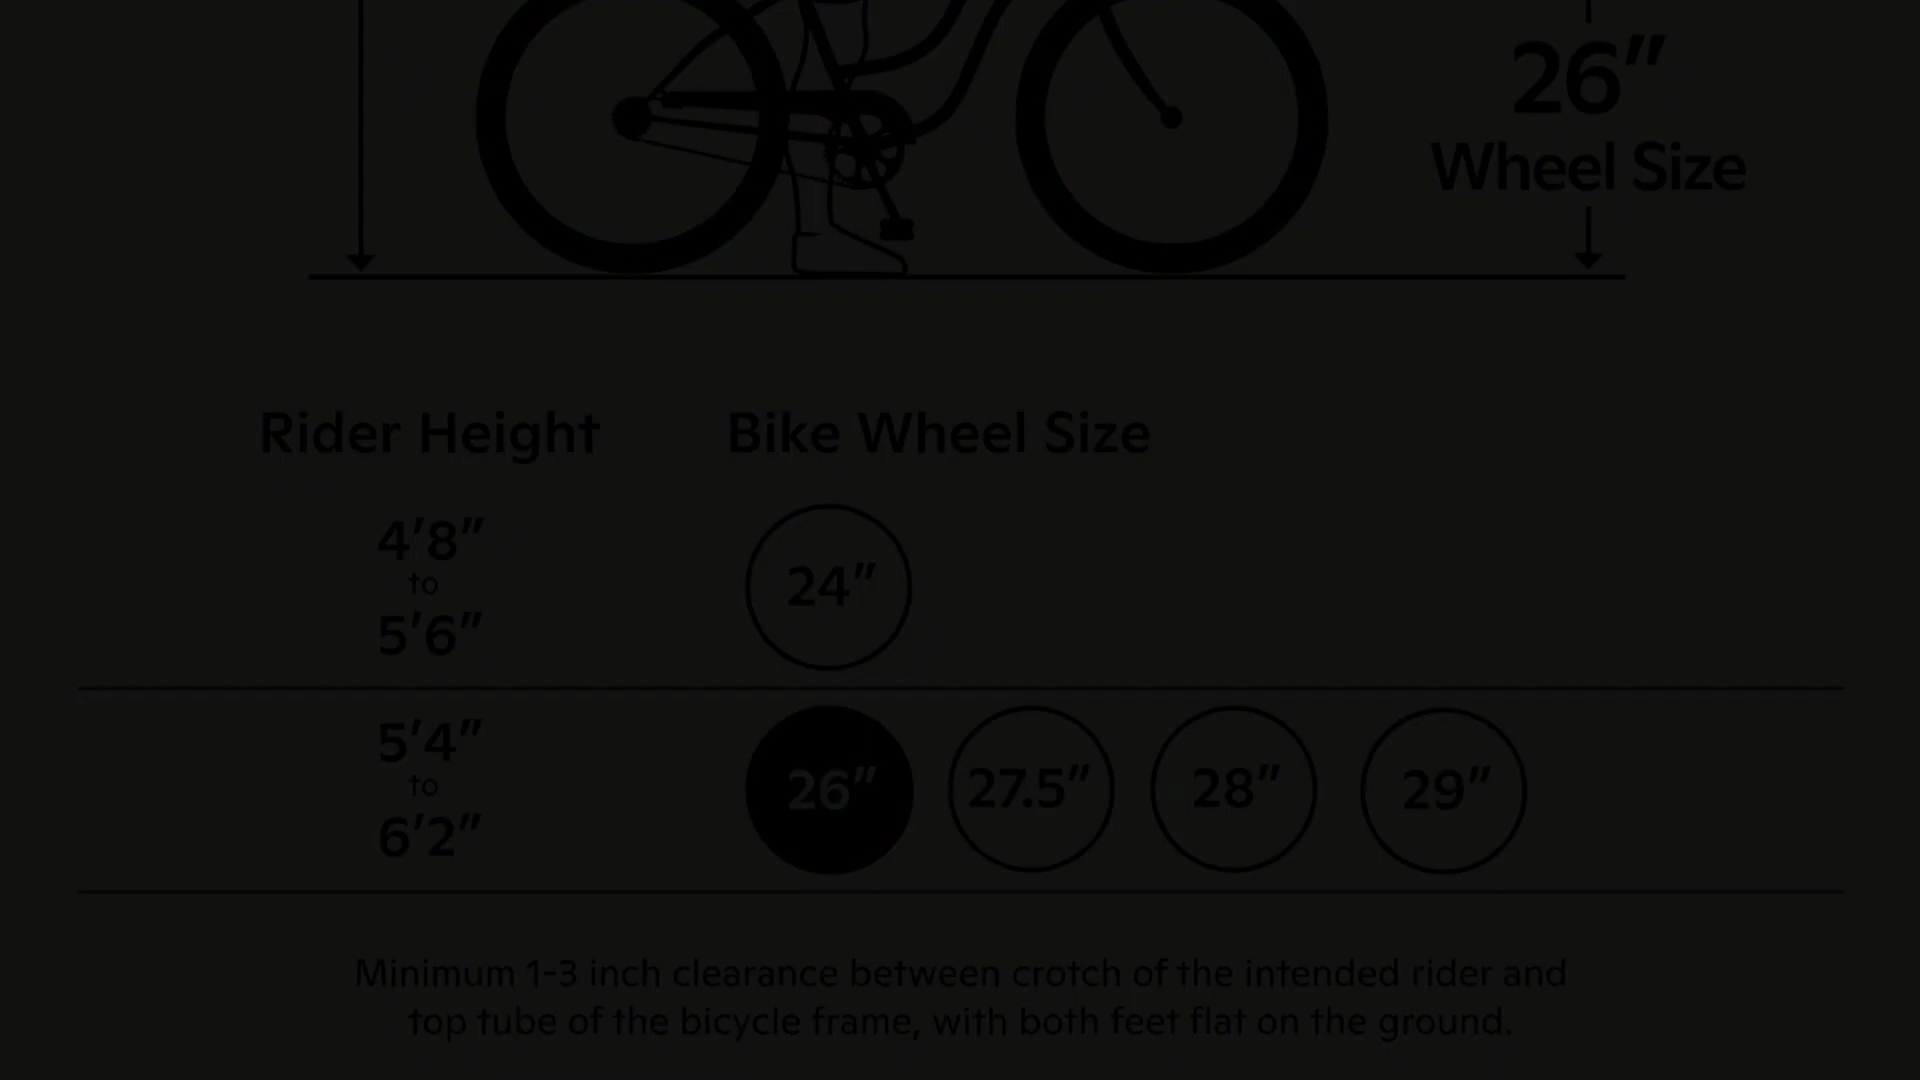 26”
Wheel Size
Rider Height Bike Wheel Size
4’8”
to
5’6”
24”
5’4”
to
6’2”
26” 27.5” 28” 29”
Minimum 1-3 inch clearance between crotch of the intended rider and
top tube of the bicycle frame, with both feet flat on the ground.